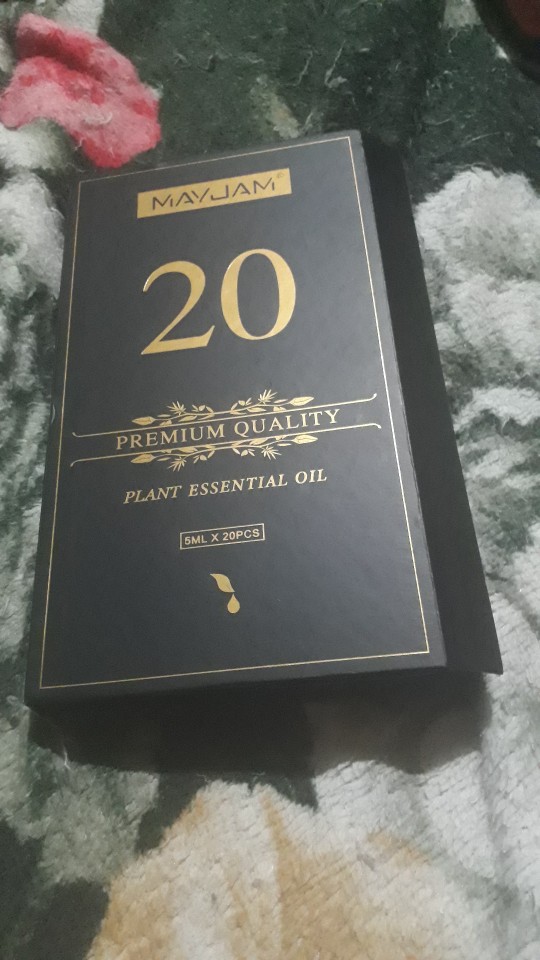 MAYJAM®
20
PREMIUM QUALITY
PLANT ESSENTIAL OIL
5ML X 20PCS